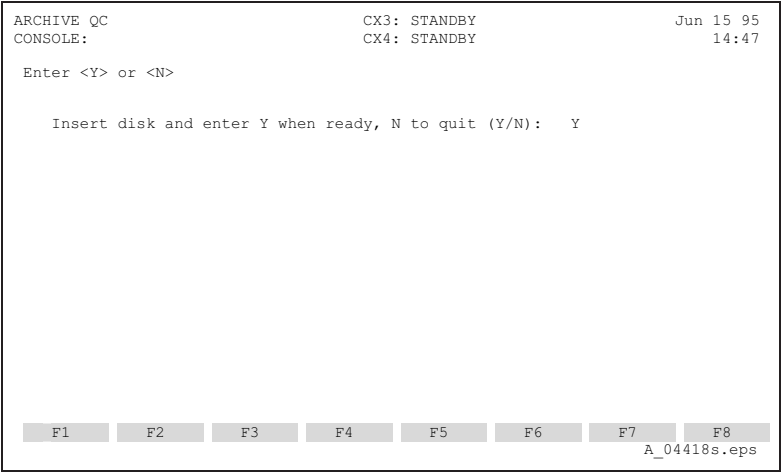 ARCHIVE QC CX3: STANDBY Jun 15 95
CONSOLE: CX4: STANDBY 14:47
Enter <Y> or <N>
Insert disk and enter Y when ready, N to quit (Y/N): Y
F1 F2 F3 F4 F5 F6 F7 F8
A_04418s.eps